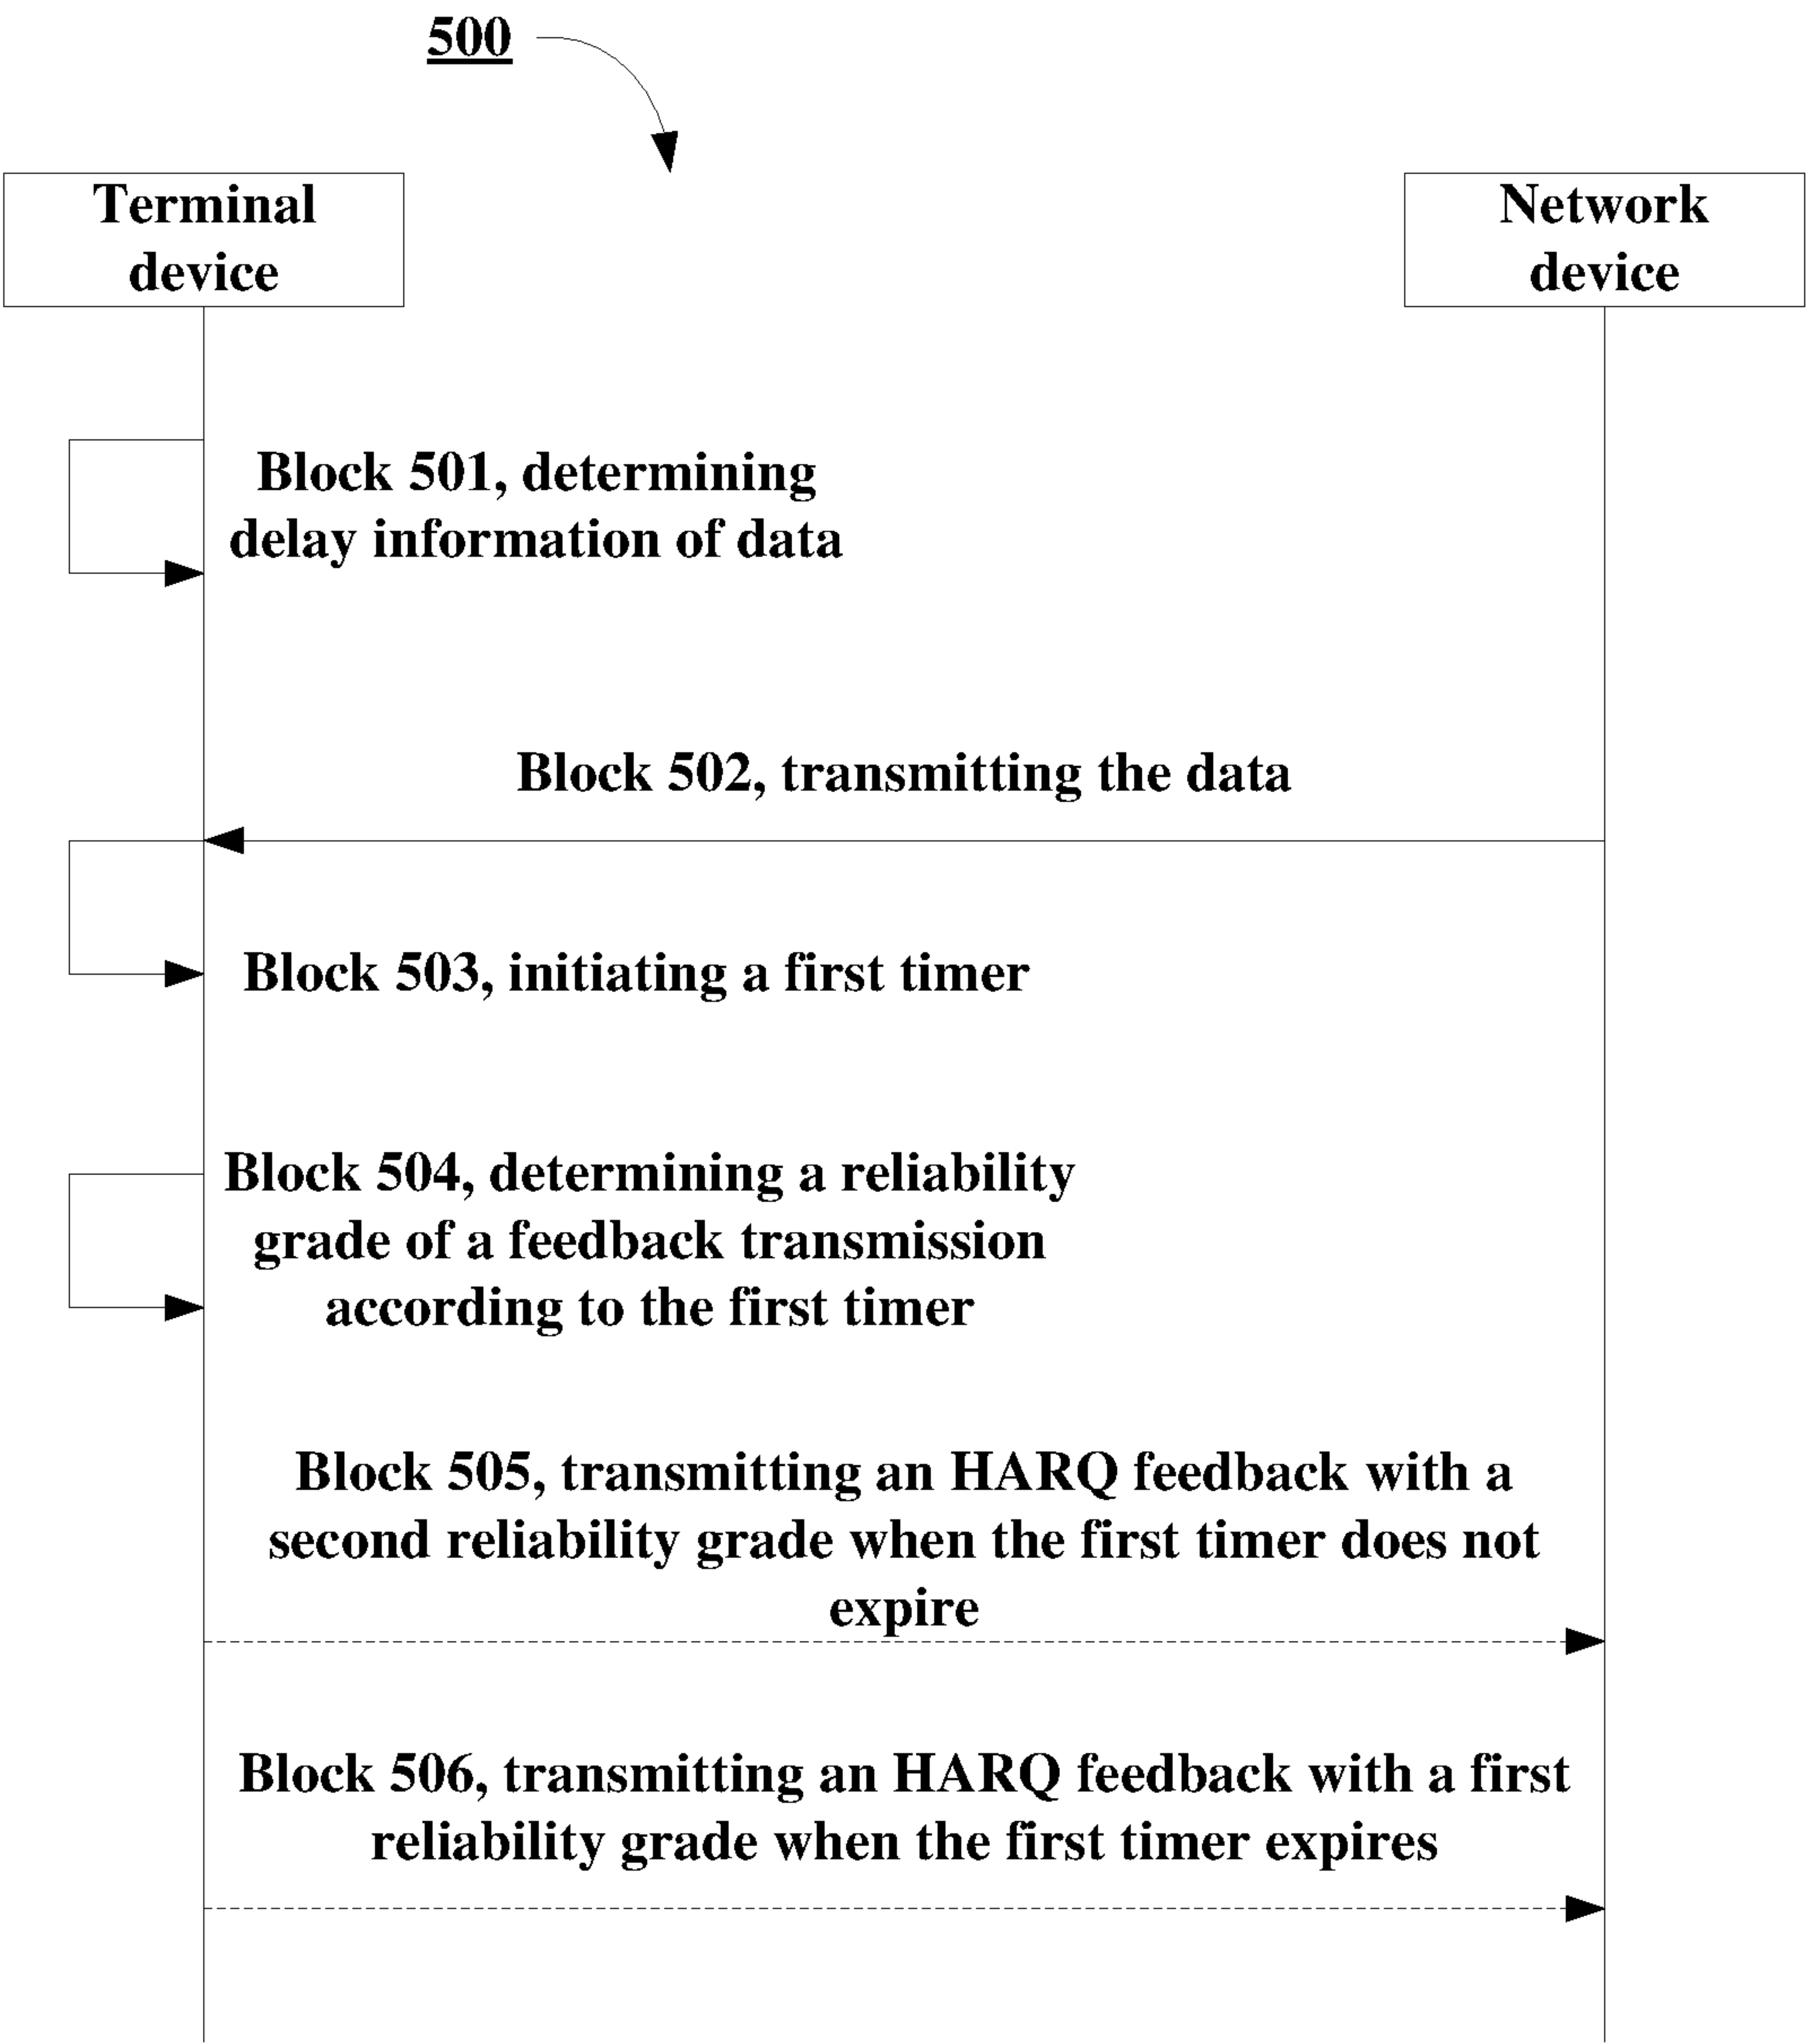 500
Terminal
device
Network
device
Block 501, determining
delay information of data
Block 502, transmitting the data
Block 503, initiating a first timer
Block 504, determining a reliability
grade of a feedback transmission
according to the first timer
Block 505, transmitting an HARQ feedback with a
second reliability grade when the first timer does not
expire
Block 506, transmitting an HARQ feedback with a first
reliability grade when the first timer expires